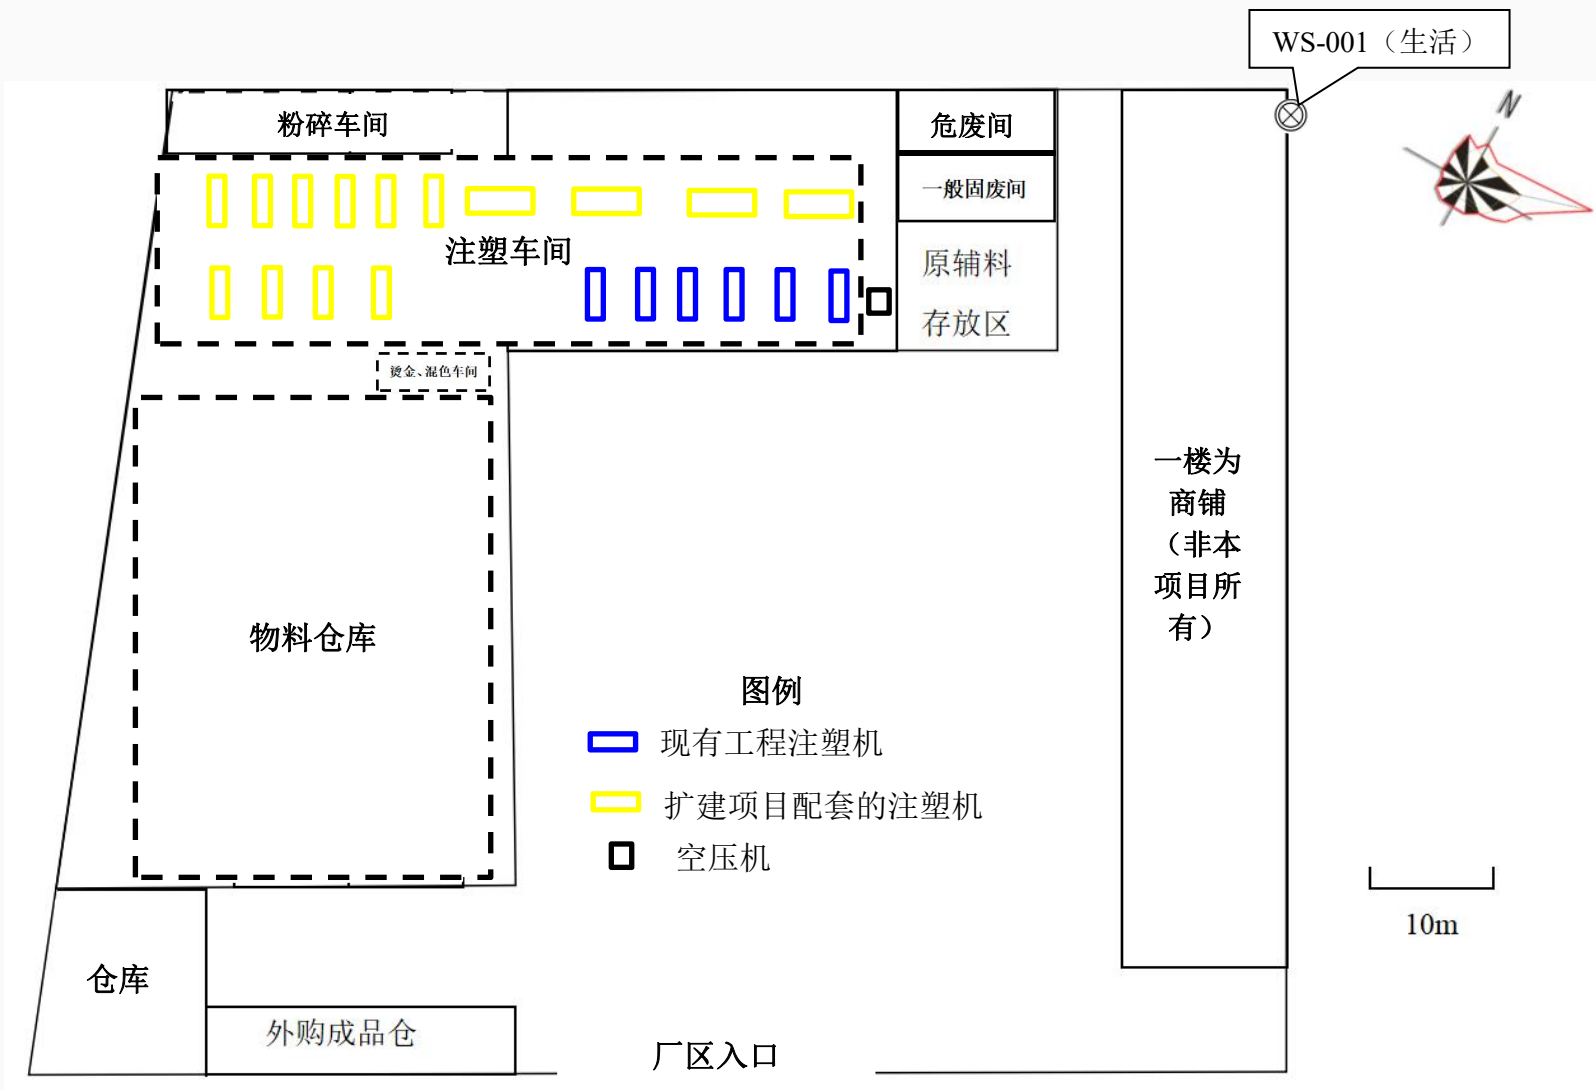 WS-001（生活）
N
粉碎车间
危废间
一般固废间
注塑车间
原辅料
存放区
烫金、混色车间
一楼为
商铺
（非本
项目所
有）
物料仓库
图例
现有工程注塑机
扩建项目配套的注塑机
空压机
10m
仓库
外购成品仓
厂区入口